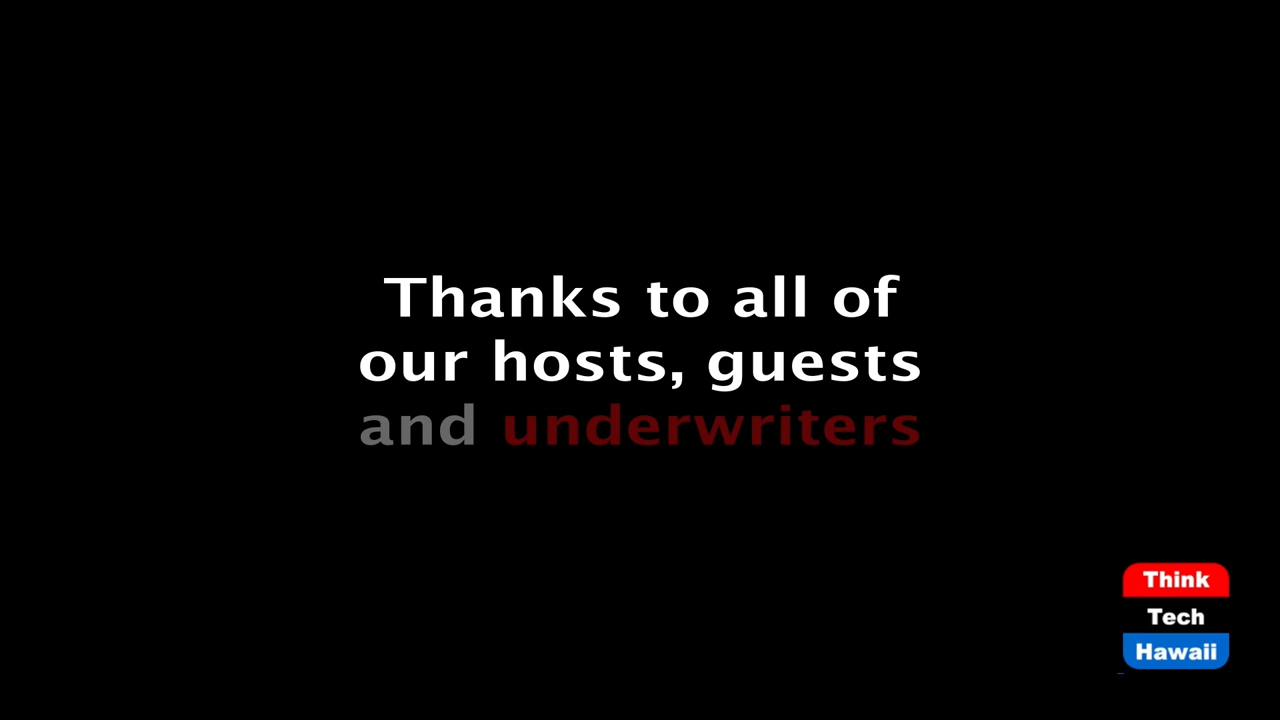 Thanks to all of
our hosts, guests
and underwriters
Think
Tech
Hawaii